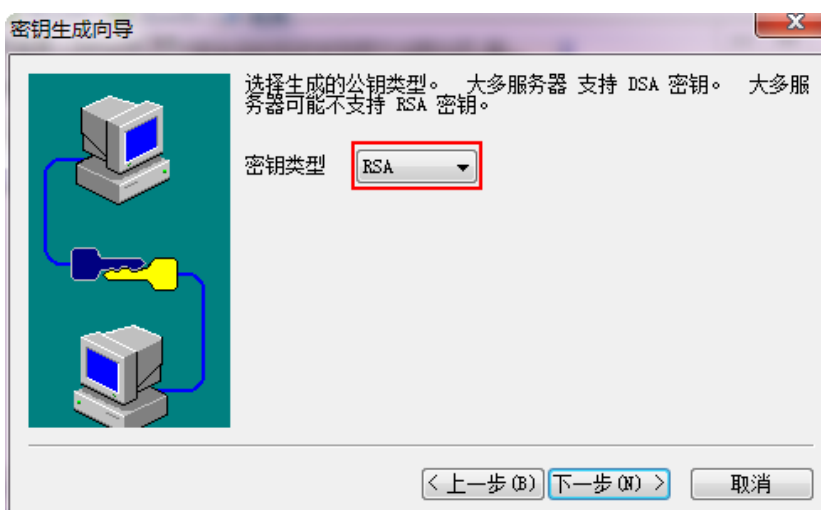 密钥生成向导
选择生成的公钥类型。 大多服务器 支持 DSA 密钥。 大多服
务器可能不支持 RSA 密钥。
密钥类型 RSA
< 上一步(B) 下一步(N) > 取消